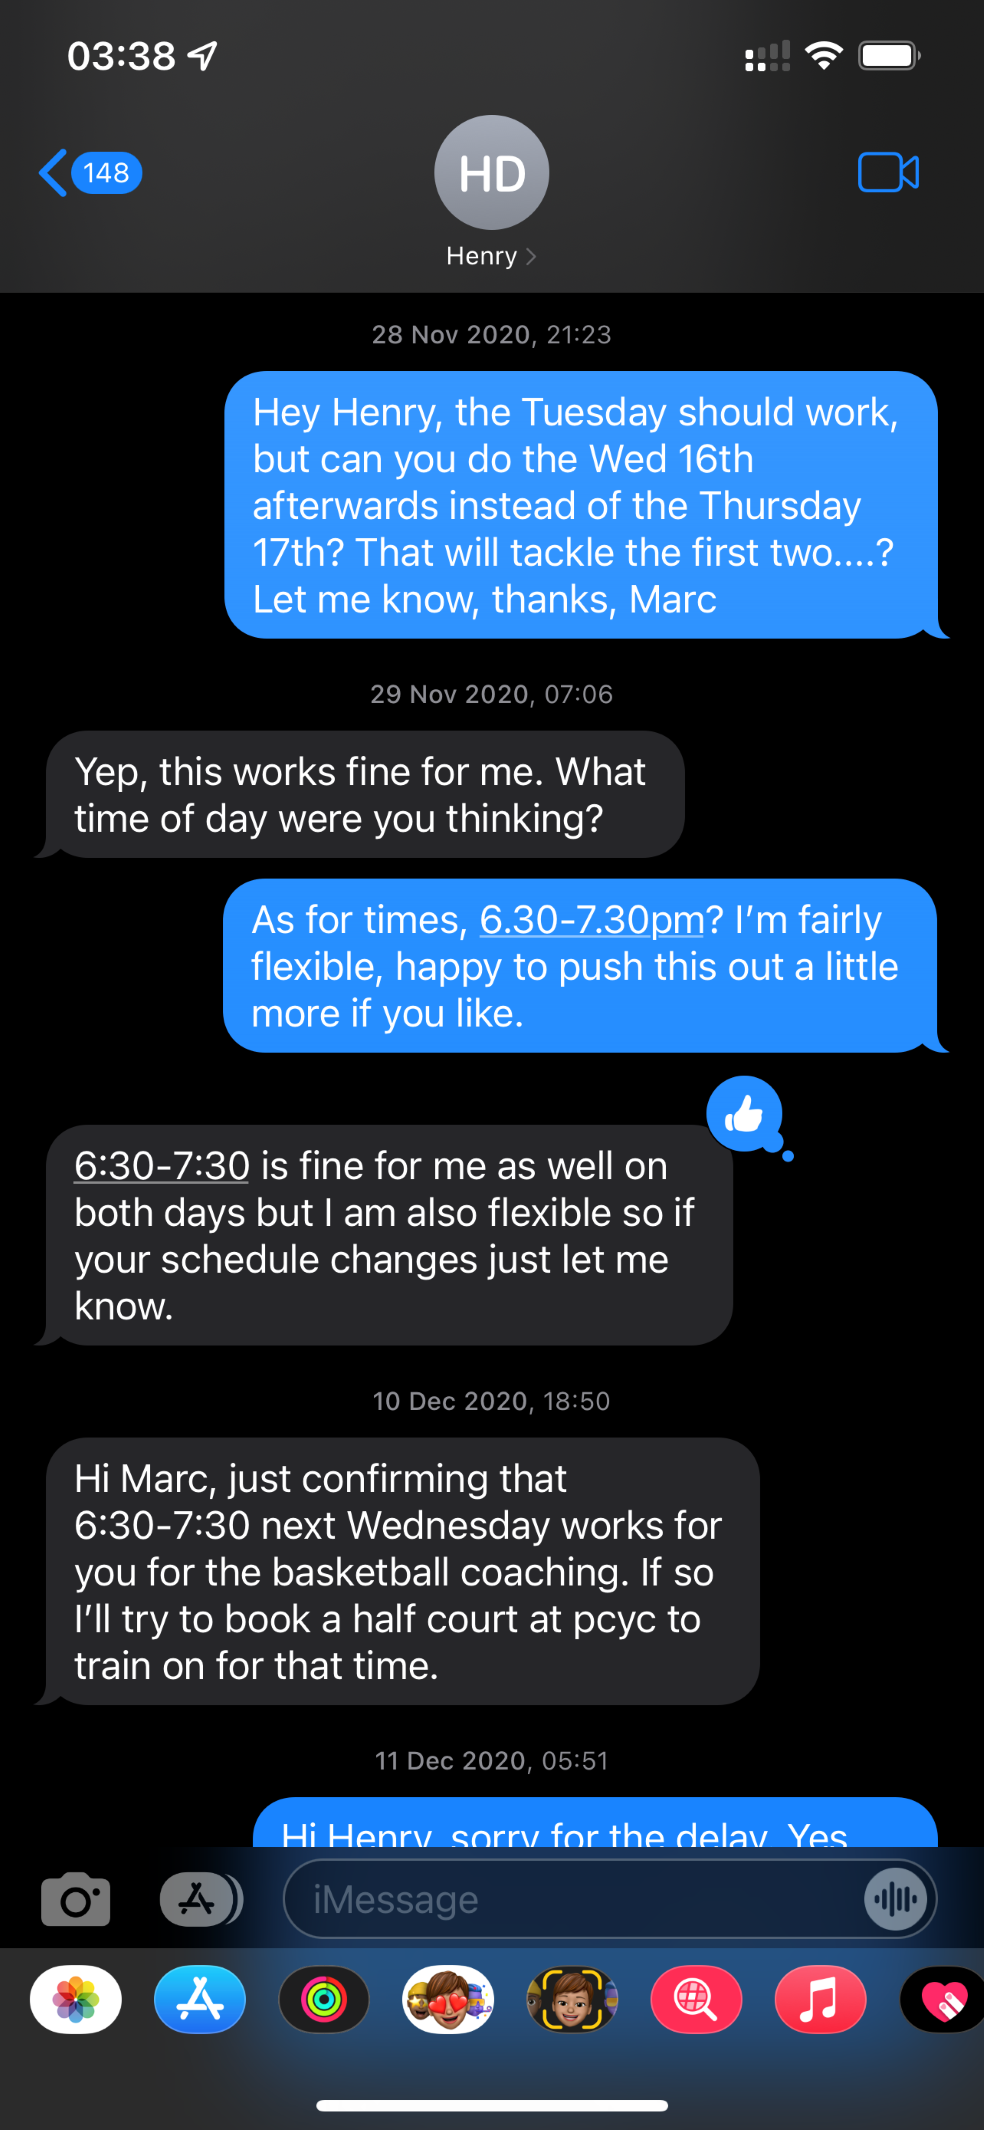 03:38
148
HD
Henry
28 Nov 2020, 21:23
Hey Henry, the Tuesday should work,
but can you do the Wed 16th
afterwards instead of the Thursday
17th? That will tackle the first two....?
Let me know, thanks, Marc
29 Nov 2020, 07:06
Yep, this works fine for me. What
time of day were you thinking?
As for times, 6.30-7.30pm? I’m fairly
flexible, happy to push this out a little
more if you like.
6:30-7:30 is fine for me as well on
both days but I am also flexible so if
your schedule changes just let me
know.
10 Dec 2020, 18:50
Hi Marc, just confirming that
6:30-7:30 next Wednesday works for
you for the basketball coaching. If so
I’ll try to book a half court at pcyc to
train on for that time.
11 Dec 2020, 05:51
Hi Henry, sorry for the delay. Yes
iMessage